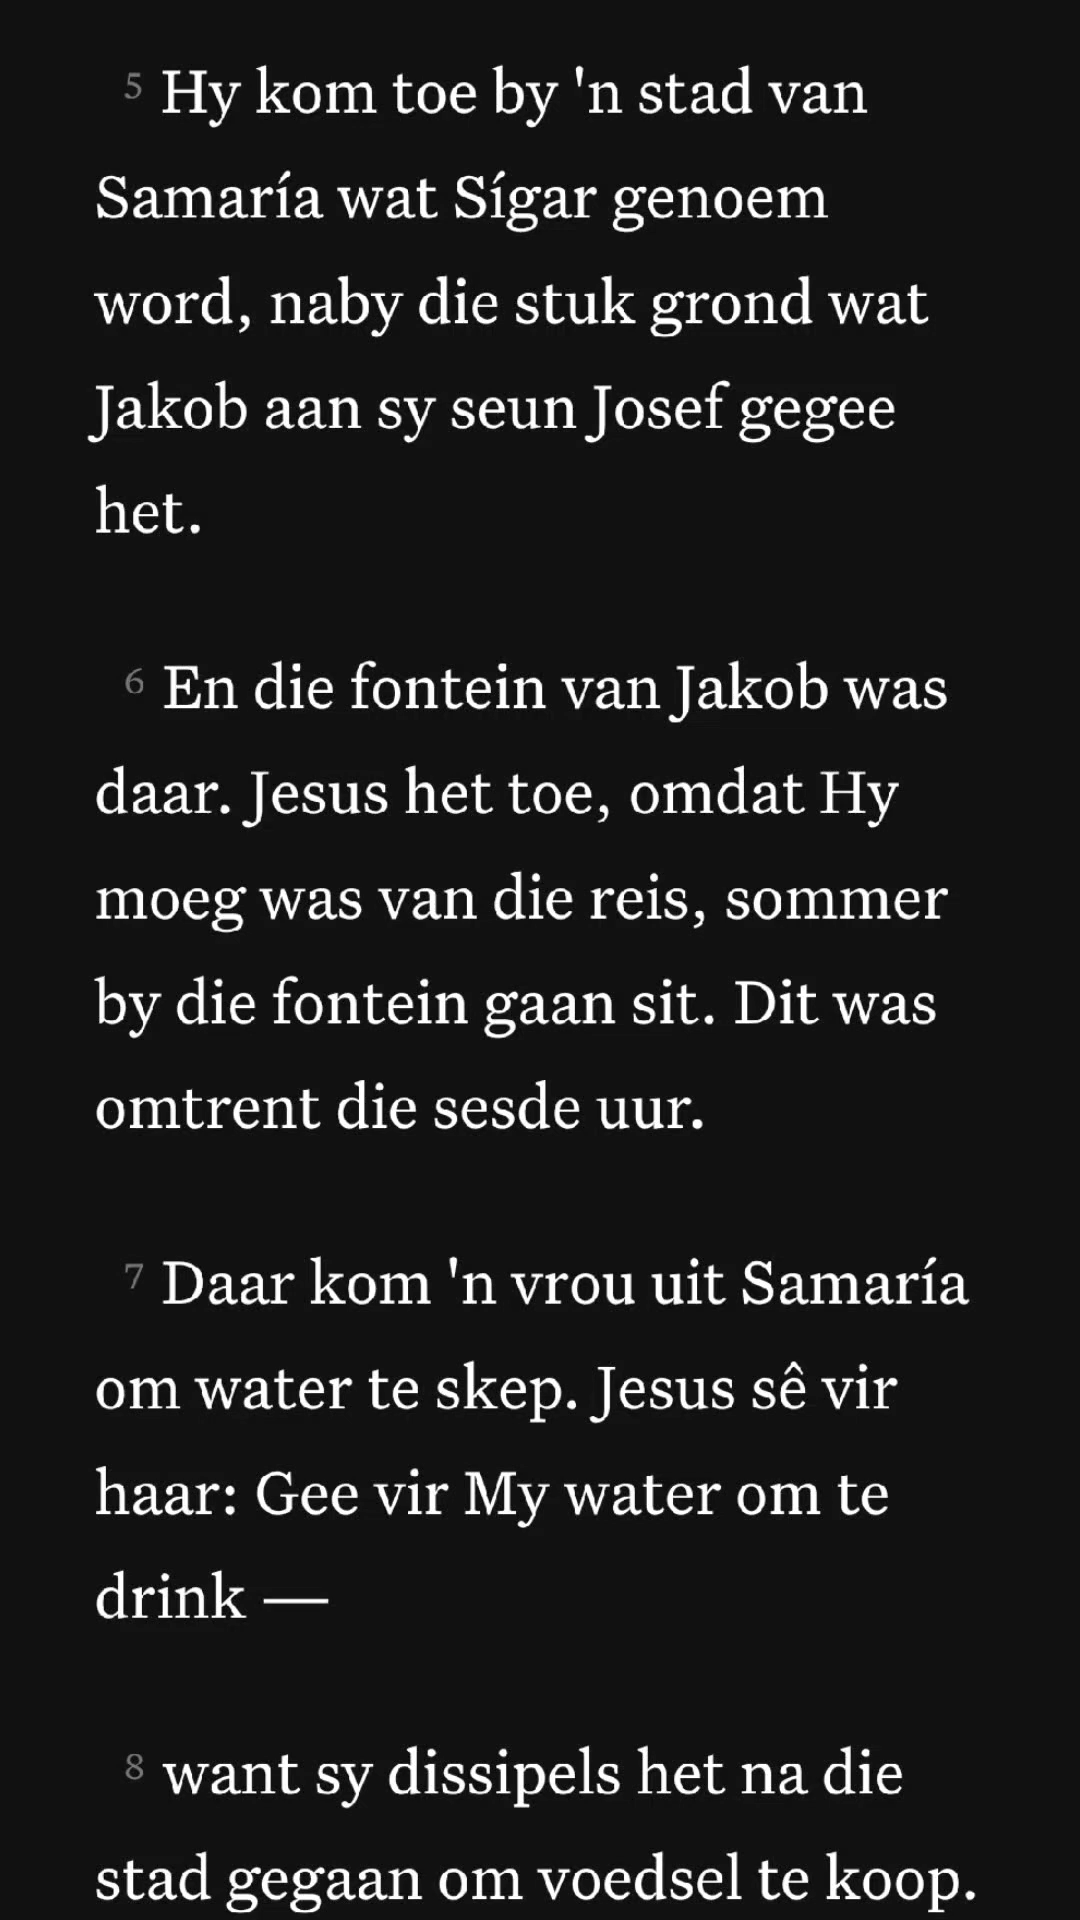 5 Hy kom toe by 'n stad van
Samaría wat Sígar genoem
word, naby die stuk grond wat
Jakob aan sy seun Josef gegee
het.
6 En die fontein van Jakob was
daar. Jesus het toe, omdat Hy
moeg was van die reis, sommer
by die fontein gaan sit. Dit was
omtrent die sesde uur.
7 Daar kom 'n vrou uit Samaría
om water te skep. Jesus sê vir
haar: Gee vir My water om te
drink —
8 want sy dissipels het na die
stad gegaan om voedsel te koop.